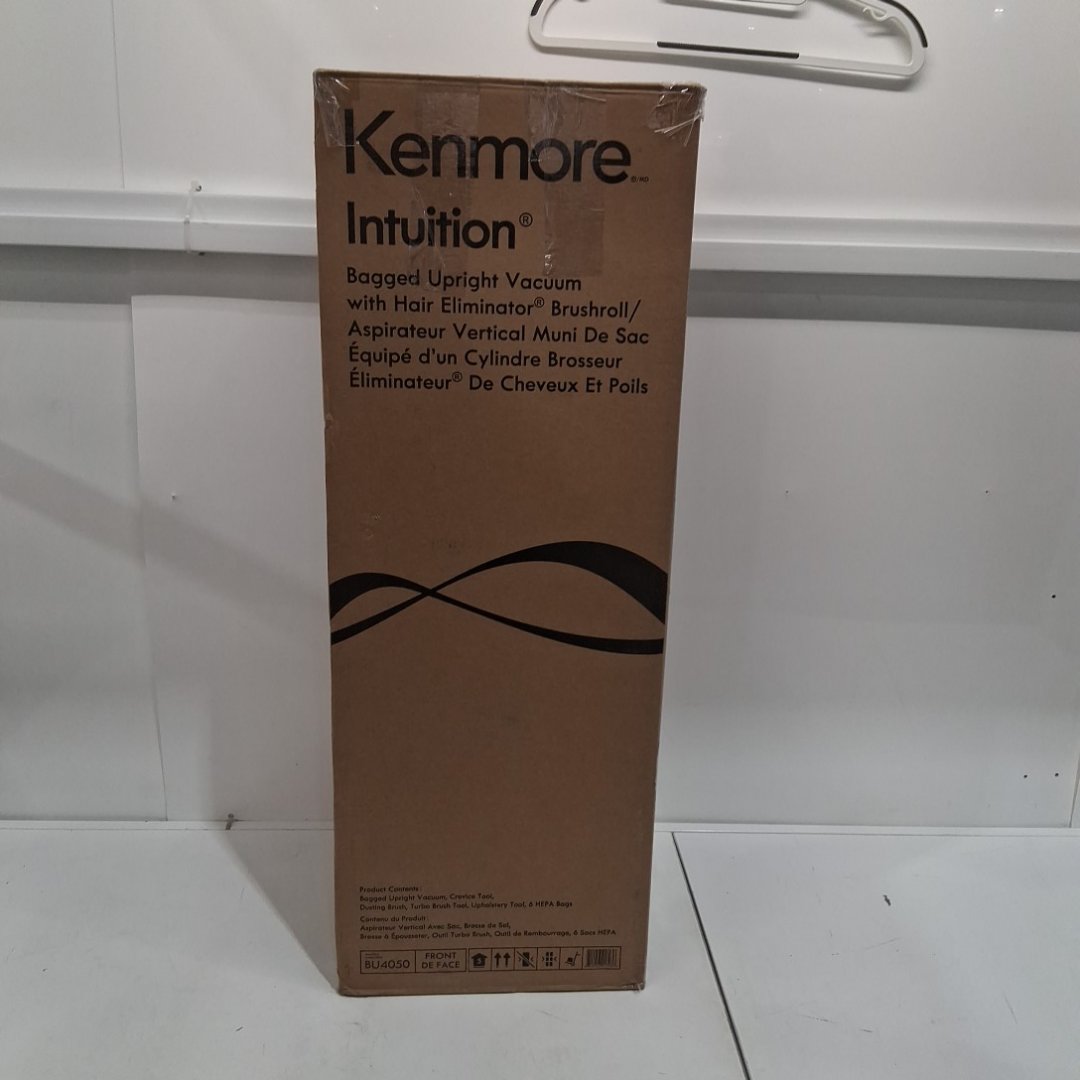 Kenmore
®/MD
Intuition®
Bagged Upright Vacuum
with Hair Eliminator® Brushroll/
Aspirateur Vertical Muni De Sac
Équipé d'un Cylindre Brosseur
Éliminateur® De Cheveux Et Poils
Product Contents:
Bagged Upright Vacuum, Crevice Tool,
Dusting Brush, Turbo Brush Tool, Upholstery Tool, 6 HEPA Bags
Contenu du Produit:
Aspirateur Vertical Avec Sac, Brosse de Sol,
Brosse à Épousseter, Outil Turbo Brush, Outil de Rembourrage, 6 Sacs HEPA
BU4050
FRONT
DE FACE